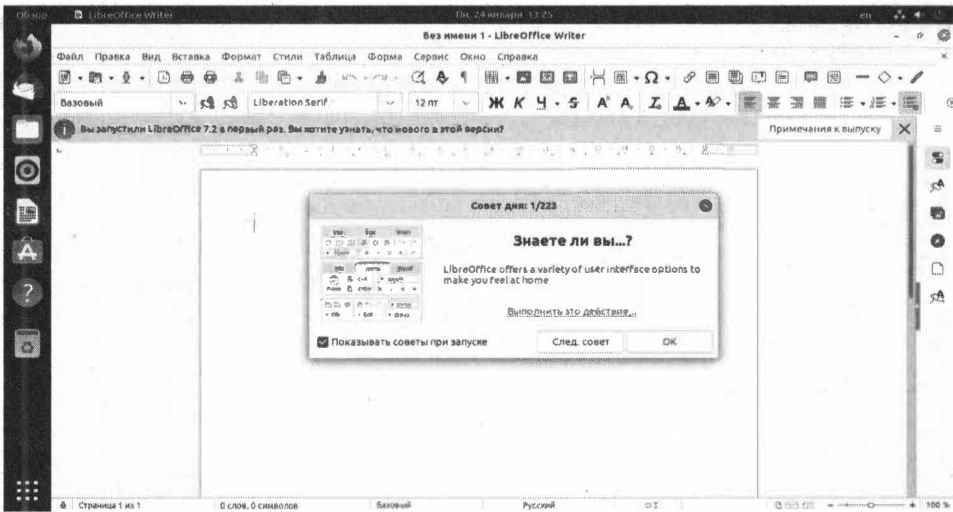 Обзор LibreOffice Writer Пн, 24 января 13:25 en
Без имени 1 - LibreOffice Writer
Файл Правка Вид Вставка Формат Стили Таблица Форма Сервис Окно Справка
Базовый Liberation Serif 12 пт Ж К Ч S
Вы запустили LibreOffice 7.2 в первый раз. Вы хотите узнать, что нового в этой версии? Примечания к выпуску
Совет дня: 1/223
Знаете ли вы...?
LibreOffice offers a variety of user interface options to
make you feel at home
Выполнить это действие...
Показывать советы при запуске След. совет ОК
Страница 1 из 1 0 слов, 0 символов Базовый Русский 100 %